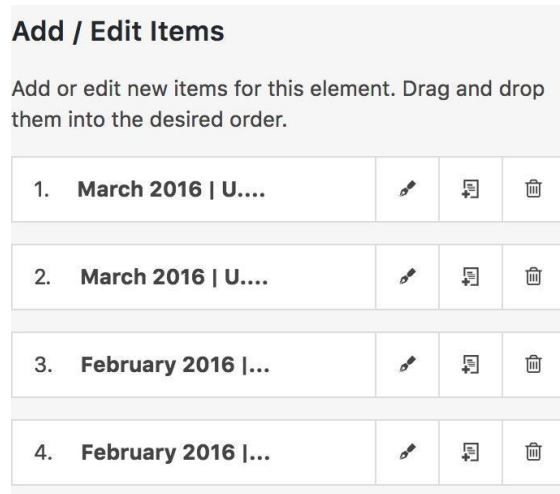 Add / Edit Items
Add or edit new items for this element. Drag and drop
them into the desired order.
1. March 2016 | U....
2. March 2016 | U....
3. February 2016 |...
4. February 2016 |...